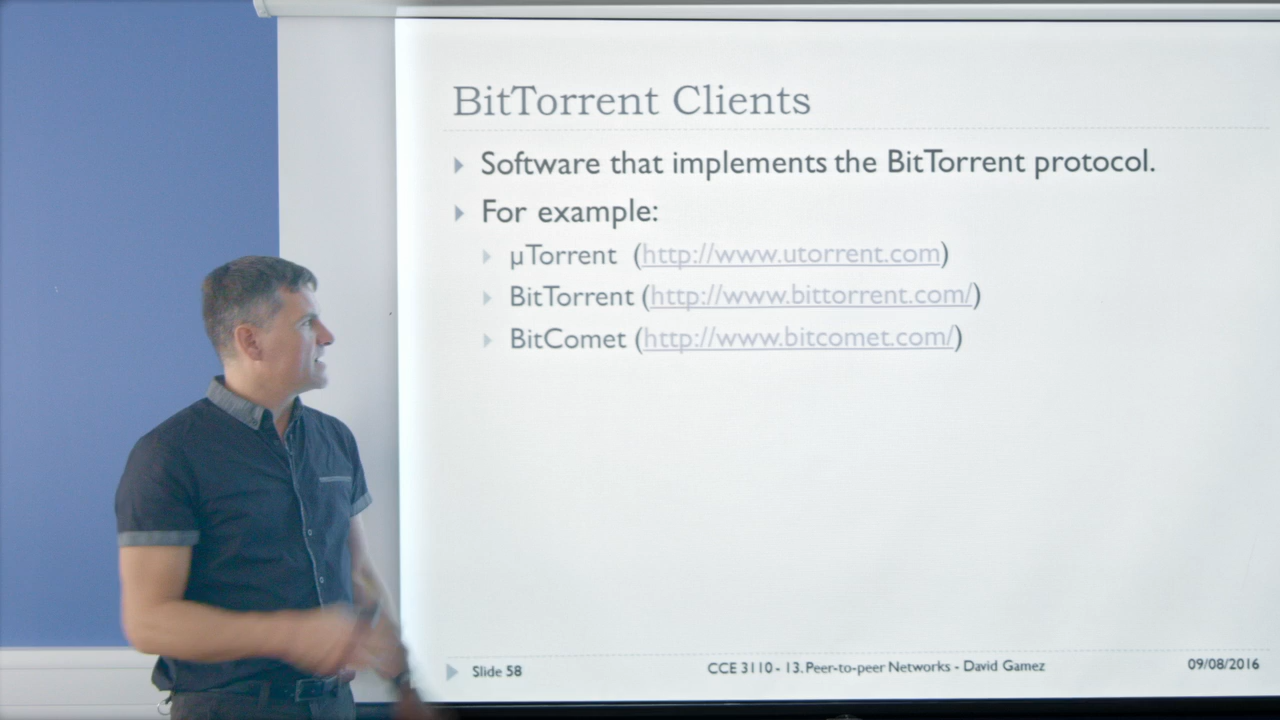 BitTorrent Clients
Software that implements the BitTorrent protocol.
For example:
µTorrent (http://www.utorrent.com)
BitTorrent (http://www.bittorrent.com/)
BitComet (http://www.bitcomet.com/)
Slide 58
CCE 3110 - 13. Peer-to-peer Networks - David Gamez
09/08/2016